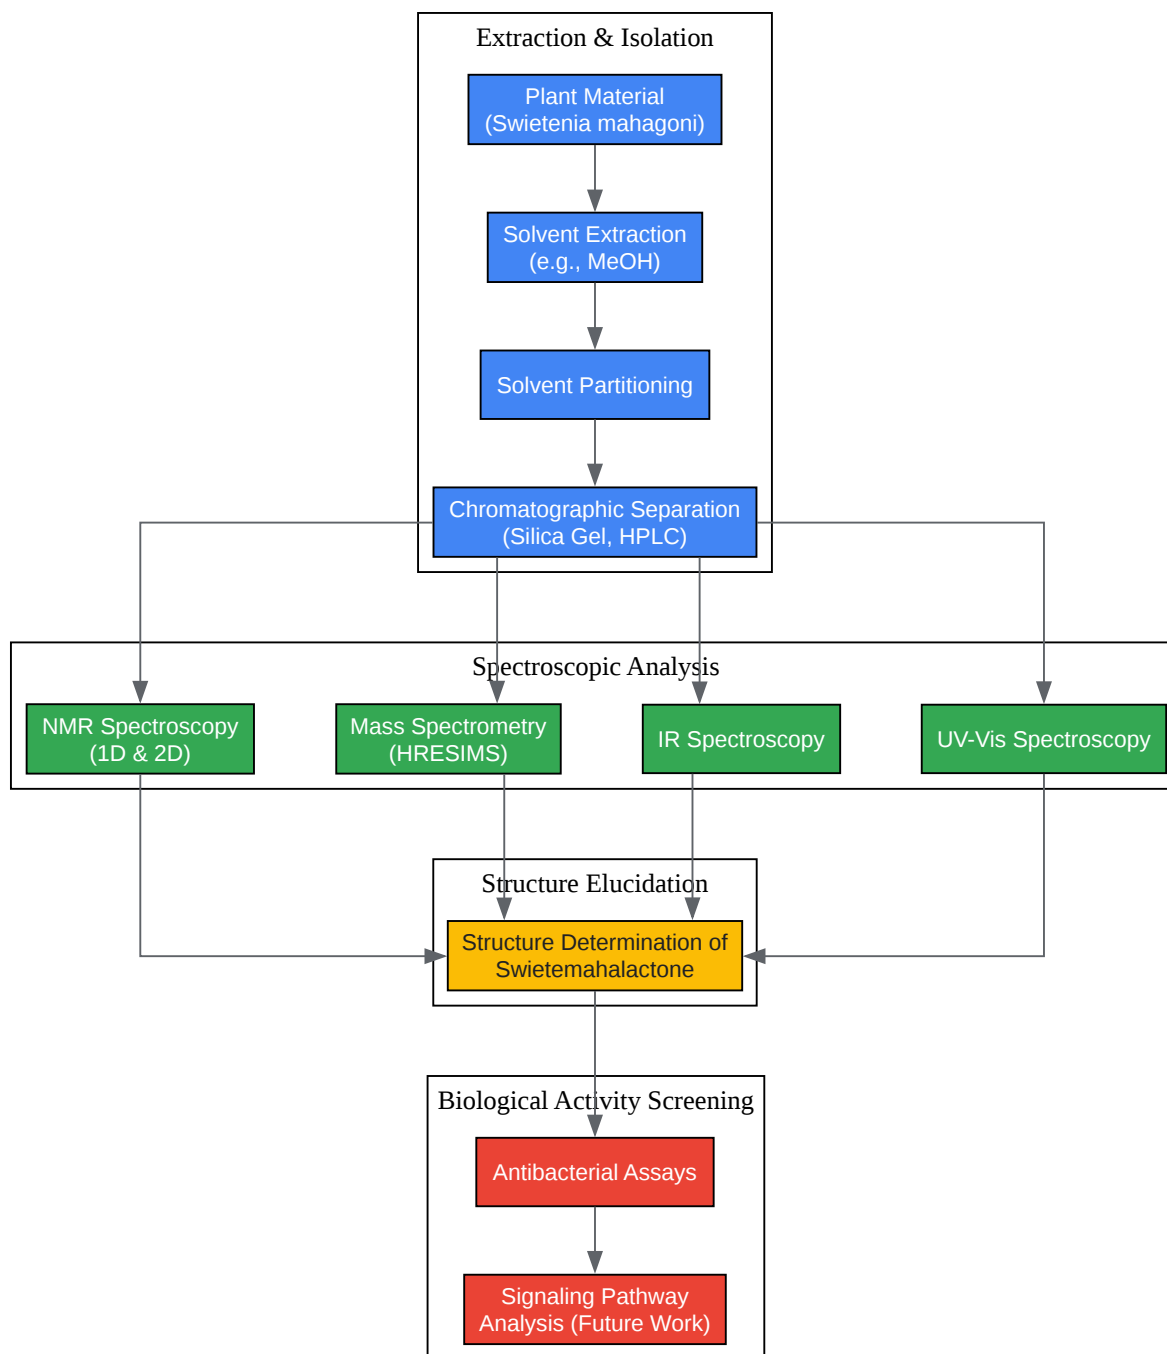 Extraction & Isolation
Plant Material
(Swietenia mahagoni)
Solvent Extraction
(e.g., MeOH)
Solvent Partitioning
Chromatographic Separation
(Silica Gel, HPLC)
Spectroscopic Analysis
NMR Spectroscopy
(1D & 2D)
Mass Spectrometry
(HRESIMS)
IR Spectroscopy
UV-Vis Spectroscopy
Structure Elucidation
Structure Determination of
Swietemahalactone
Biological Activity Screening
Antibacterial Assays
Signaling Pathway
Analysis (Future Work)